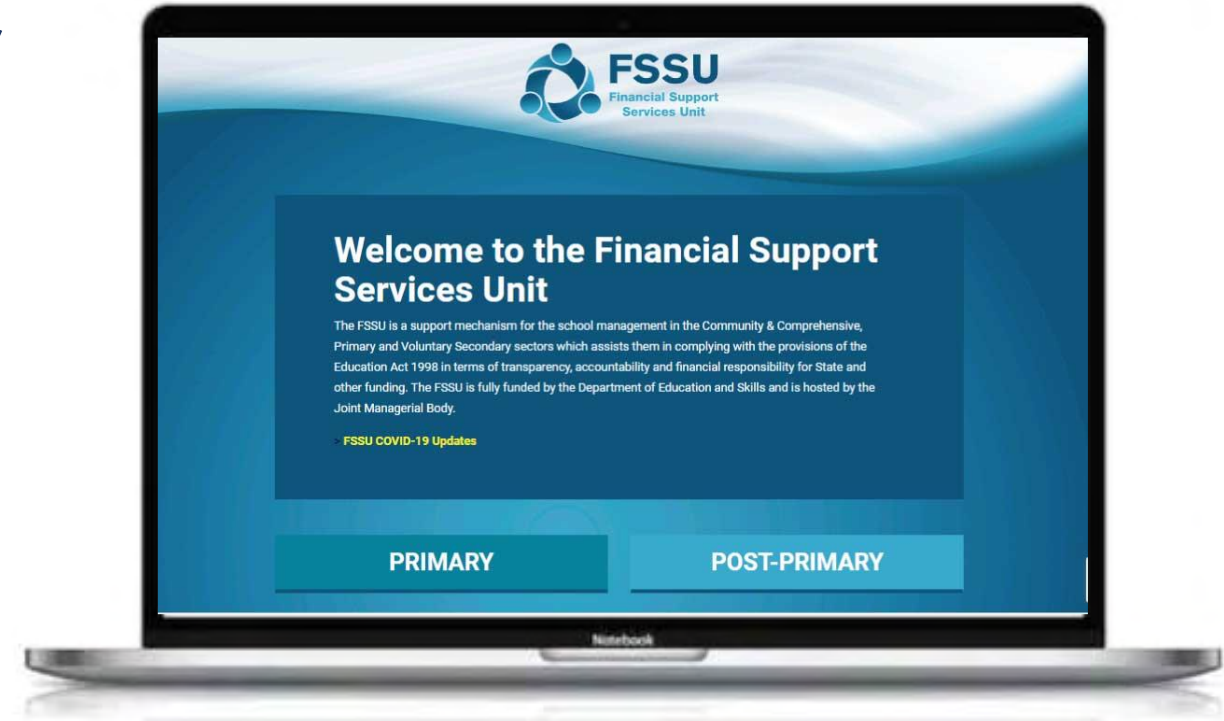 FSSU
Financial Support
Services Unit
Welcome to the Financial Support
Services Unit
The FSSU is a support mechanism for the school management in the Community & Comprehensive,
Primary and Voluntary Secondary sectors which assists them in complying with the provisions of the
Education Act 1998 in terms of transparency, accountability and financial responsibility for State and
other funding. The FSSU is fully funded by the Department of Education and Skills and is hosted by the
Joint Managerial Body.
> FSSU COVID-19 Updates
PRIMARY
POST-PRIMARY
Notebook